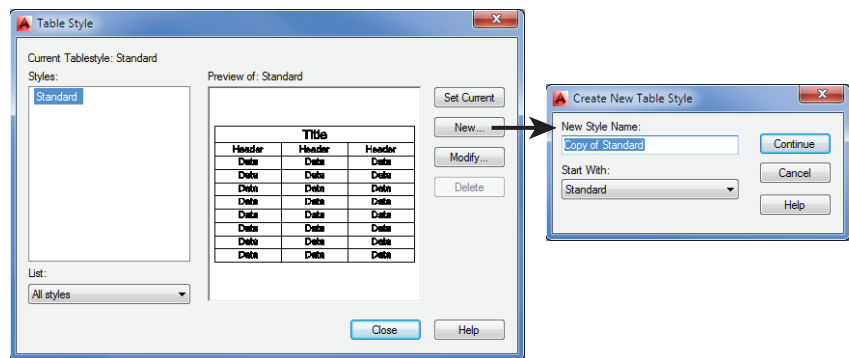 Table Style
Current Tablestyle: Standard
Styles:
Standard
List:
All styles
Preview of: Standard
Title
Header Header Header
Data Data Data
Data Data Data
Data Data Data
Data Data Data
Data Data Data
Data Data Data
Data Data Data
Data Data Data
Set Current
New...
Modify...
Delete
Close
Help
Create New Table Style
New Style Name:
Copy of Standard
Start With:
Standard
Continue
Cancel
Help